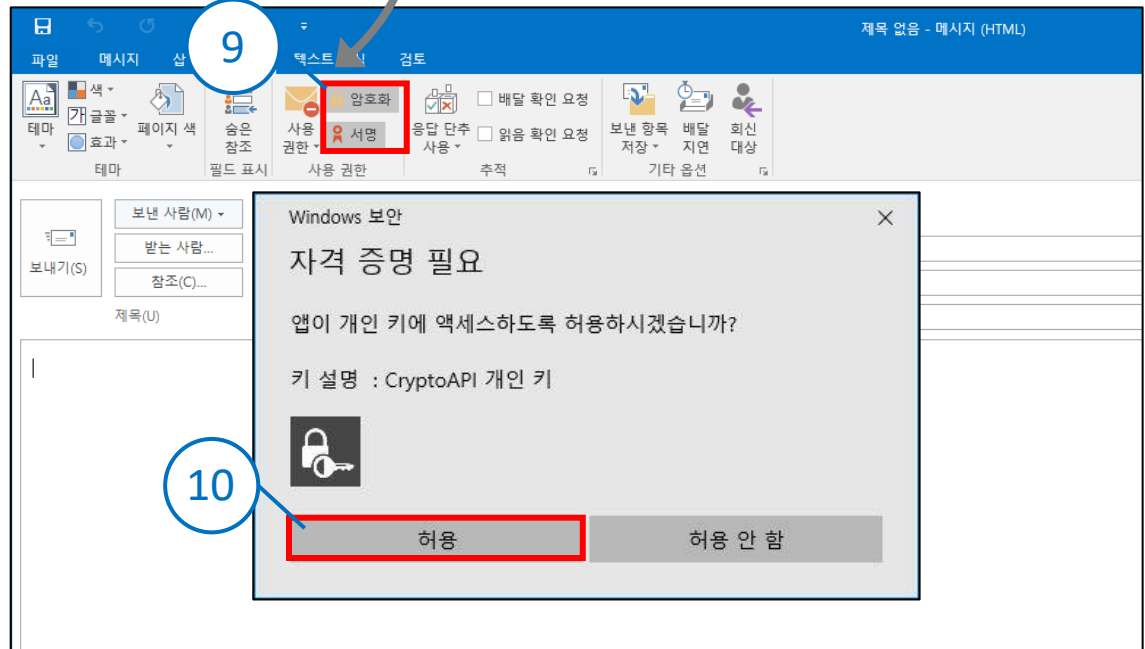 제목 없음 - 메시지 (HTML)
파일 메시지 삽 텍스트 식 검토
9
테마
색
가 글꼴
효과
페이지 색
숨은 참조
사용 권한
암호화
서명
응답 단추 사용
배달 확인 요청
읽음 확인 요청
보낸 항목 저장
배달 지연
회신 대상
테마 필드 표시 사용 권한 추적 기타 옵션
보내기(S)
보낸 사람(M)
받는 사람...
참조(C)...
제목(U)
Windows 보안
자격 증명 필요
앱이 개인 키에 액세스하도록 허용하시겠습니까?
키 설명 : CryptoAPI 개인 키
10
허용
허용 안 함